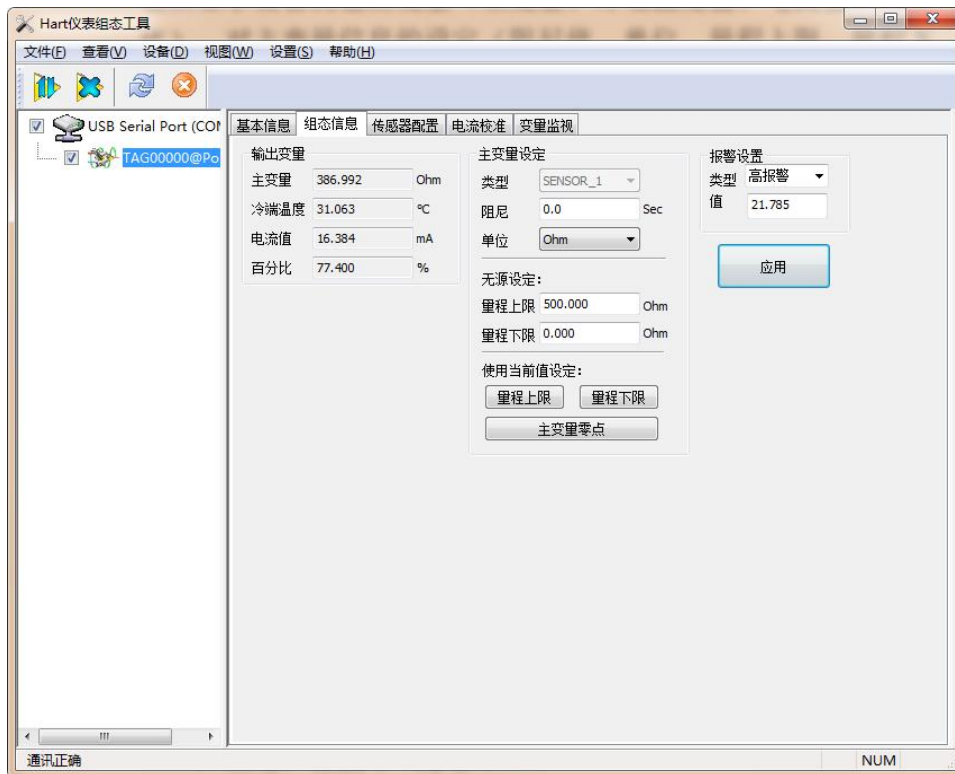 Hart仪表组态工具
文件(F) 查看(V) 设备(D) 视图(W) 设置(S) 帮助(H)
USB Serial Port (CON
TAG00000@Po
基本信息 组态信息 传感器配置 电流校准 变量监视
输出变量
主变量 386.992 Ohm
冷端温度 31.063 ℃
电流值 16.384 mA
百分比 77.400 %
主变量设定
类型 SENSOR_1
阻尼 0.0 Sec
单位 Ohm
无源设定:
量程上限 500.000 Ohm
量程下限 0.000 Ohm
使用当前值设定:
量程上限 量程下限
主变量零点
报警设置
类型 高报警
值 21.785
应用
通讯正确 NUM